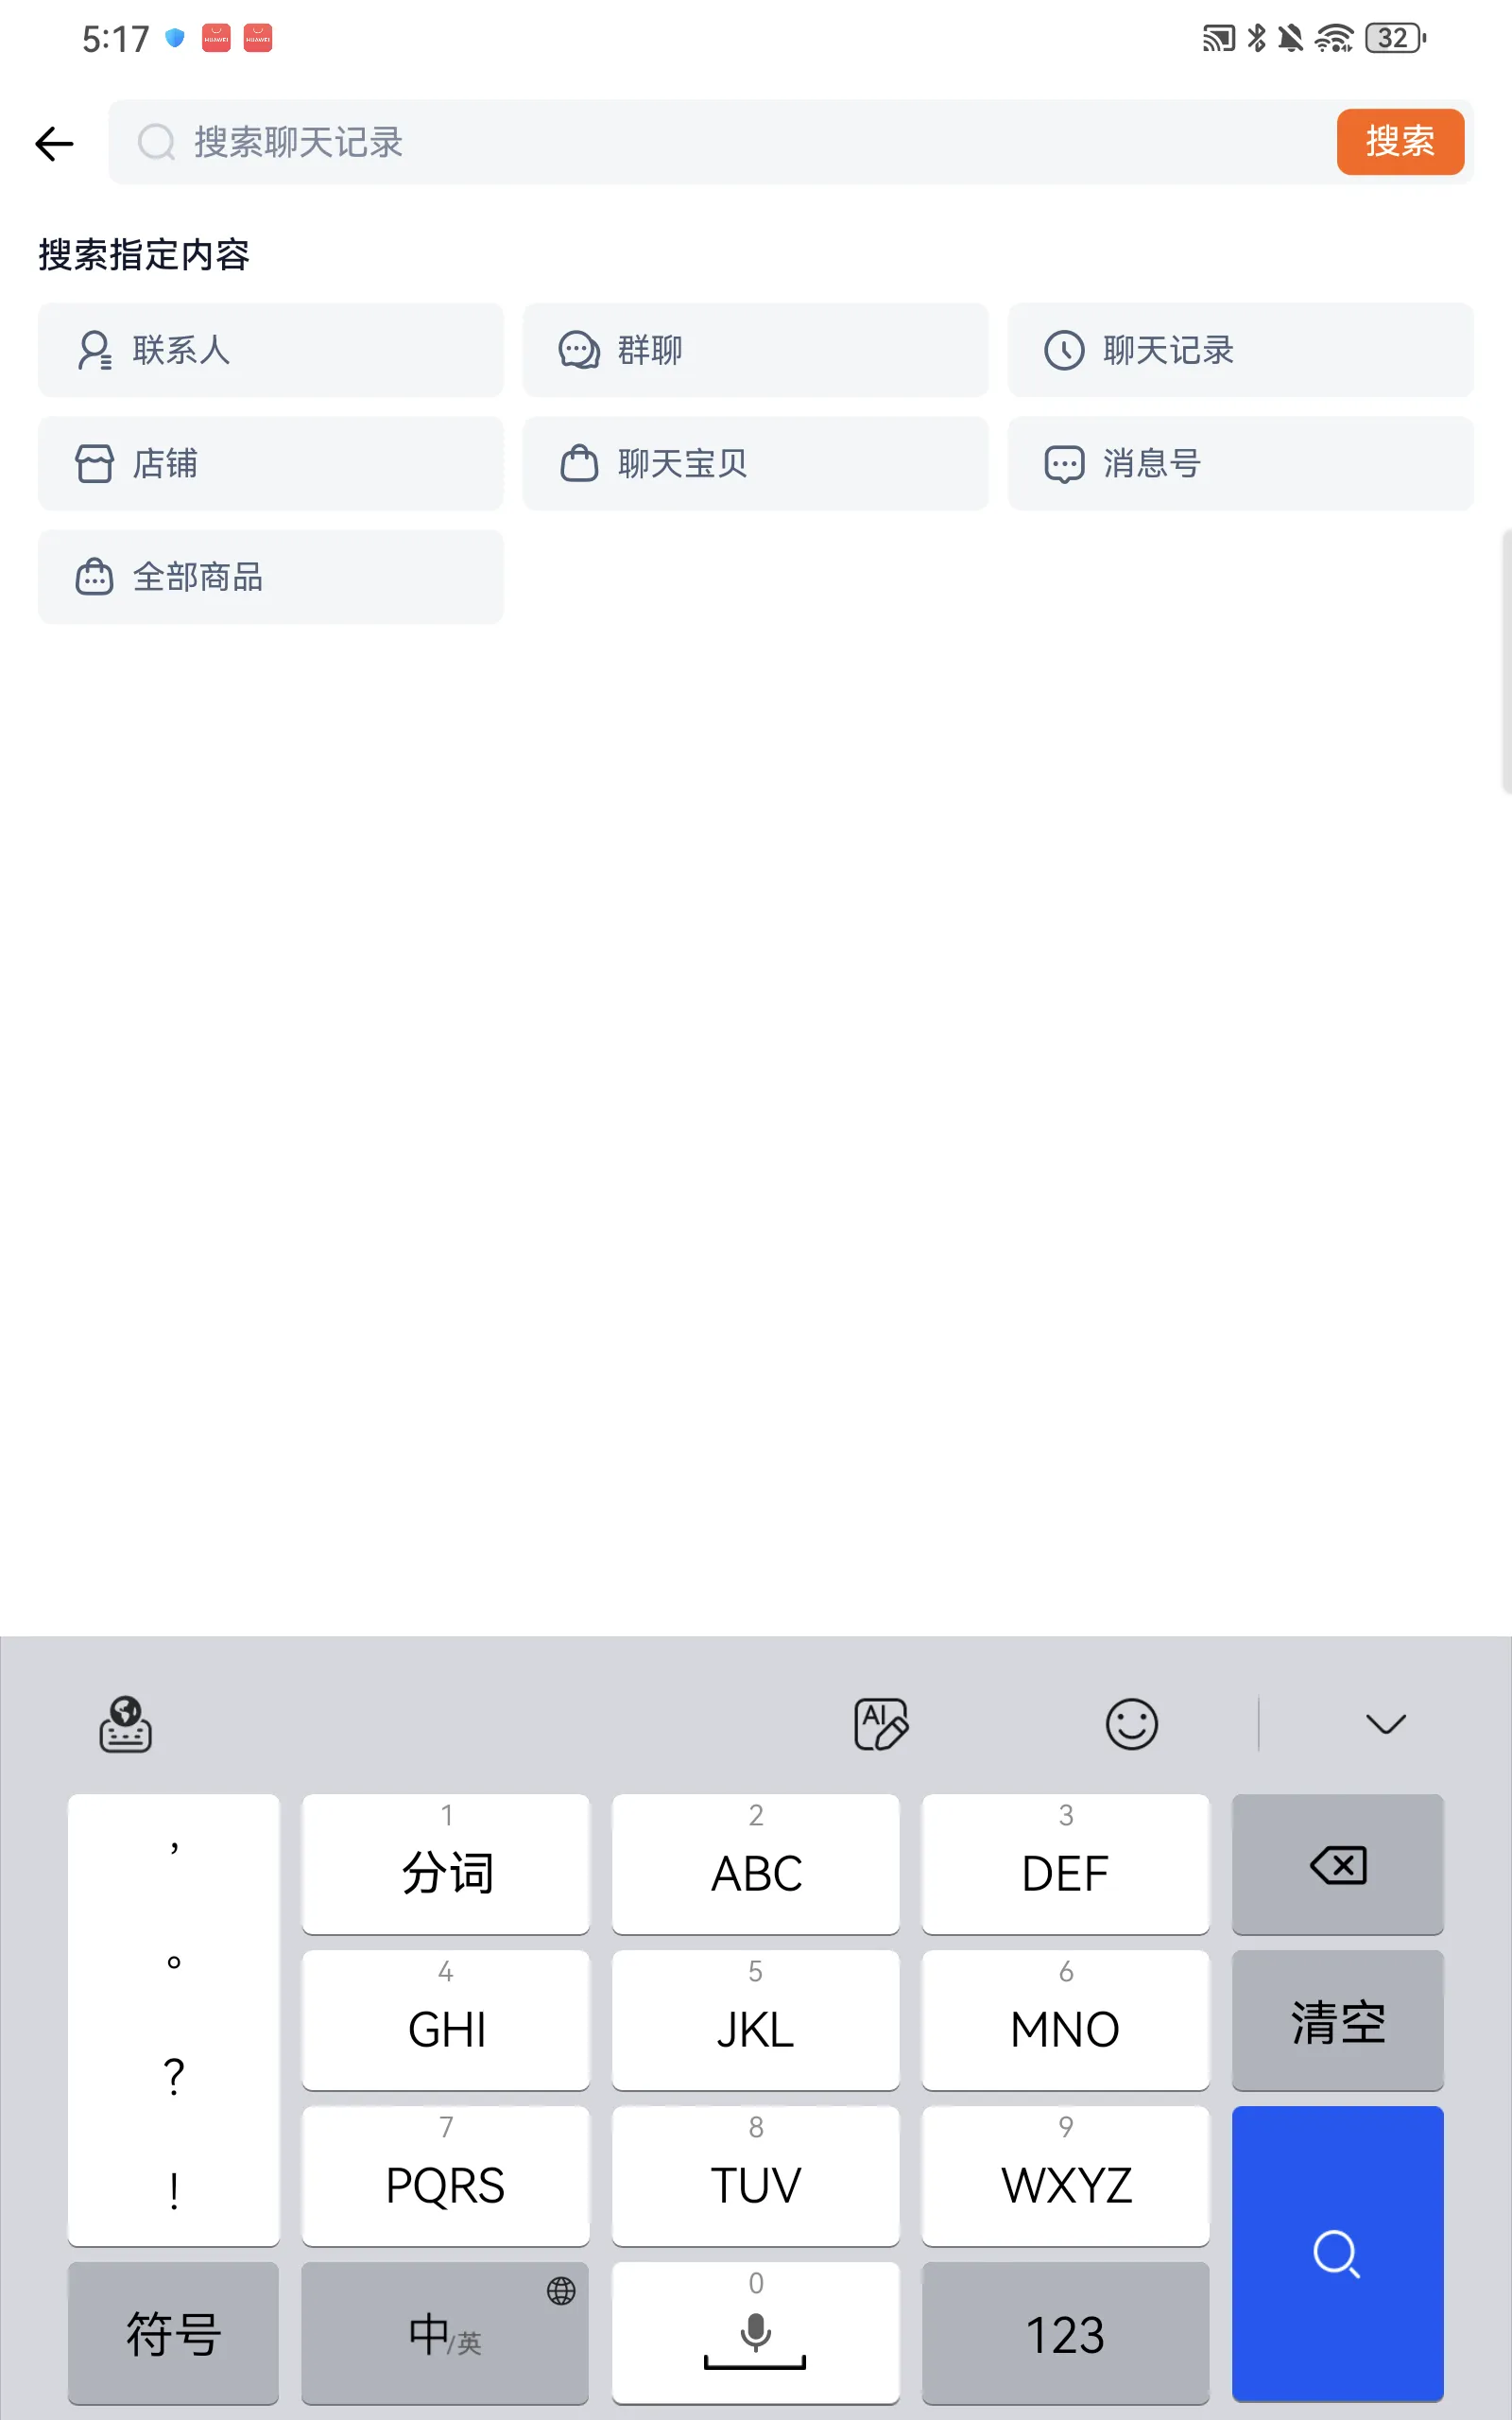 5:17 HUAWEI HUAWEI 32
搜索聊天记录 搜索
搜索指定内容
联系人 群聊 聊天记录
店铺 聊天宝贝 消息号
全部商品
AI
， 1 2 3
分词 ABC DEF
。 4 5 6
GHI JKL MNO 清空
？ 7 8 9
PQRS TUV WXYZ
！
0
符号 中/英 123